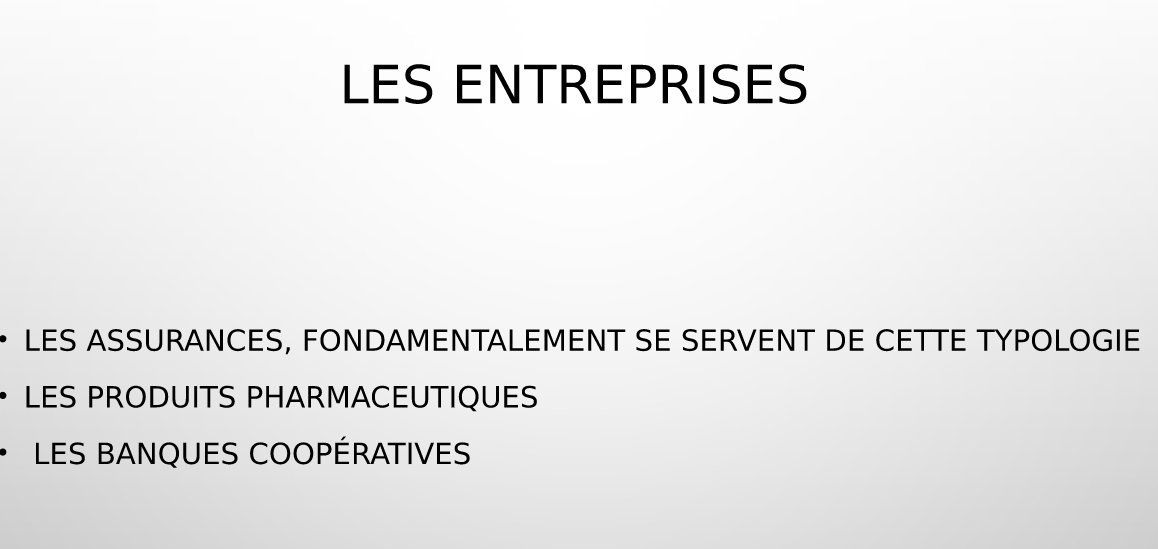 LES ENTREPRISES
• LES ASSURANCES, FONDAMENTALEMENT SE SERVENT DE CETTE TYPOLOGIE
• LES PRODUITS PHARMACEUTIQUES
• LES BANQUES COOPÉRATIVES